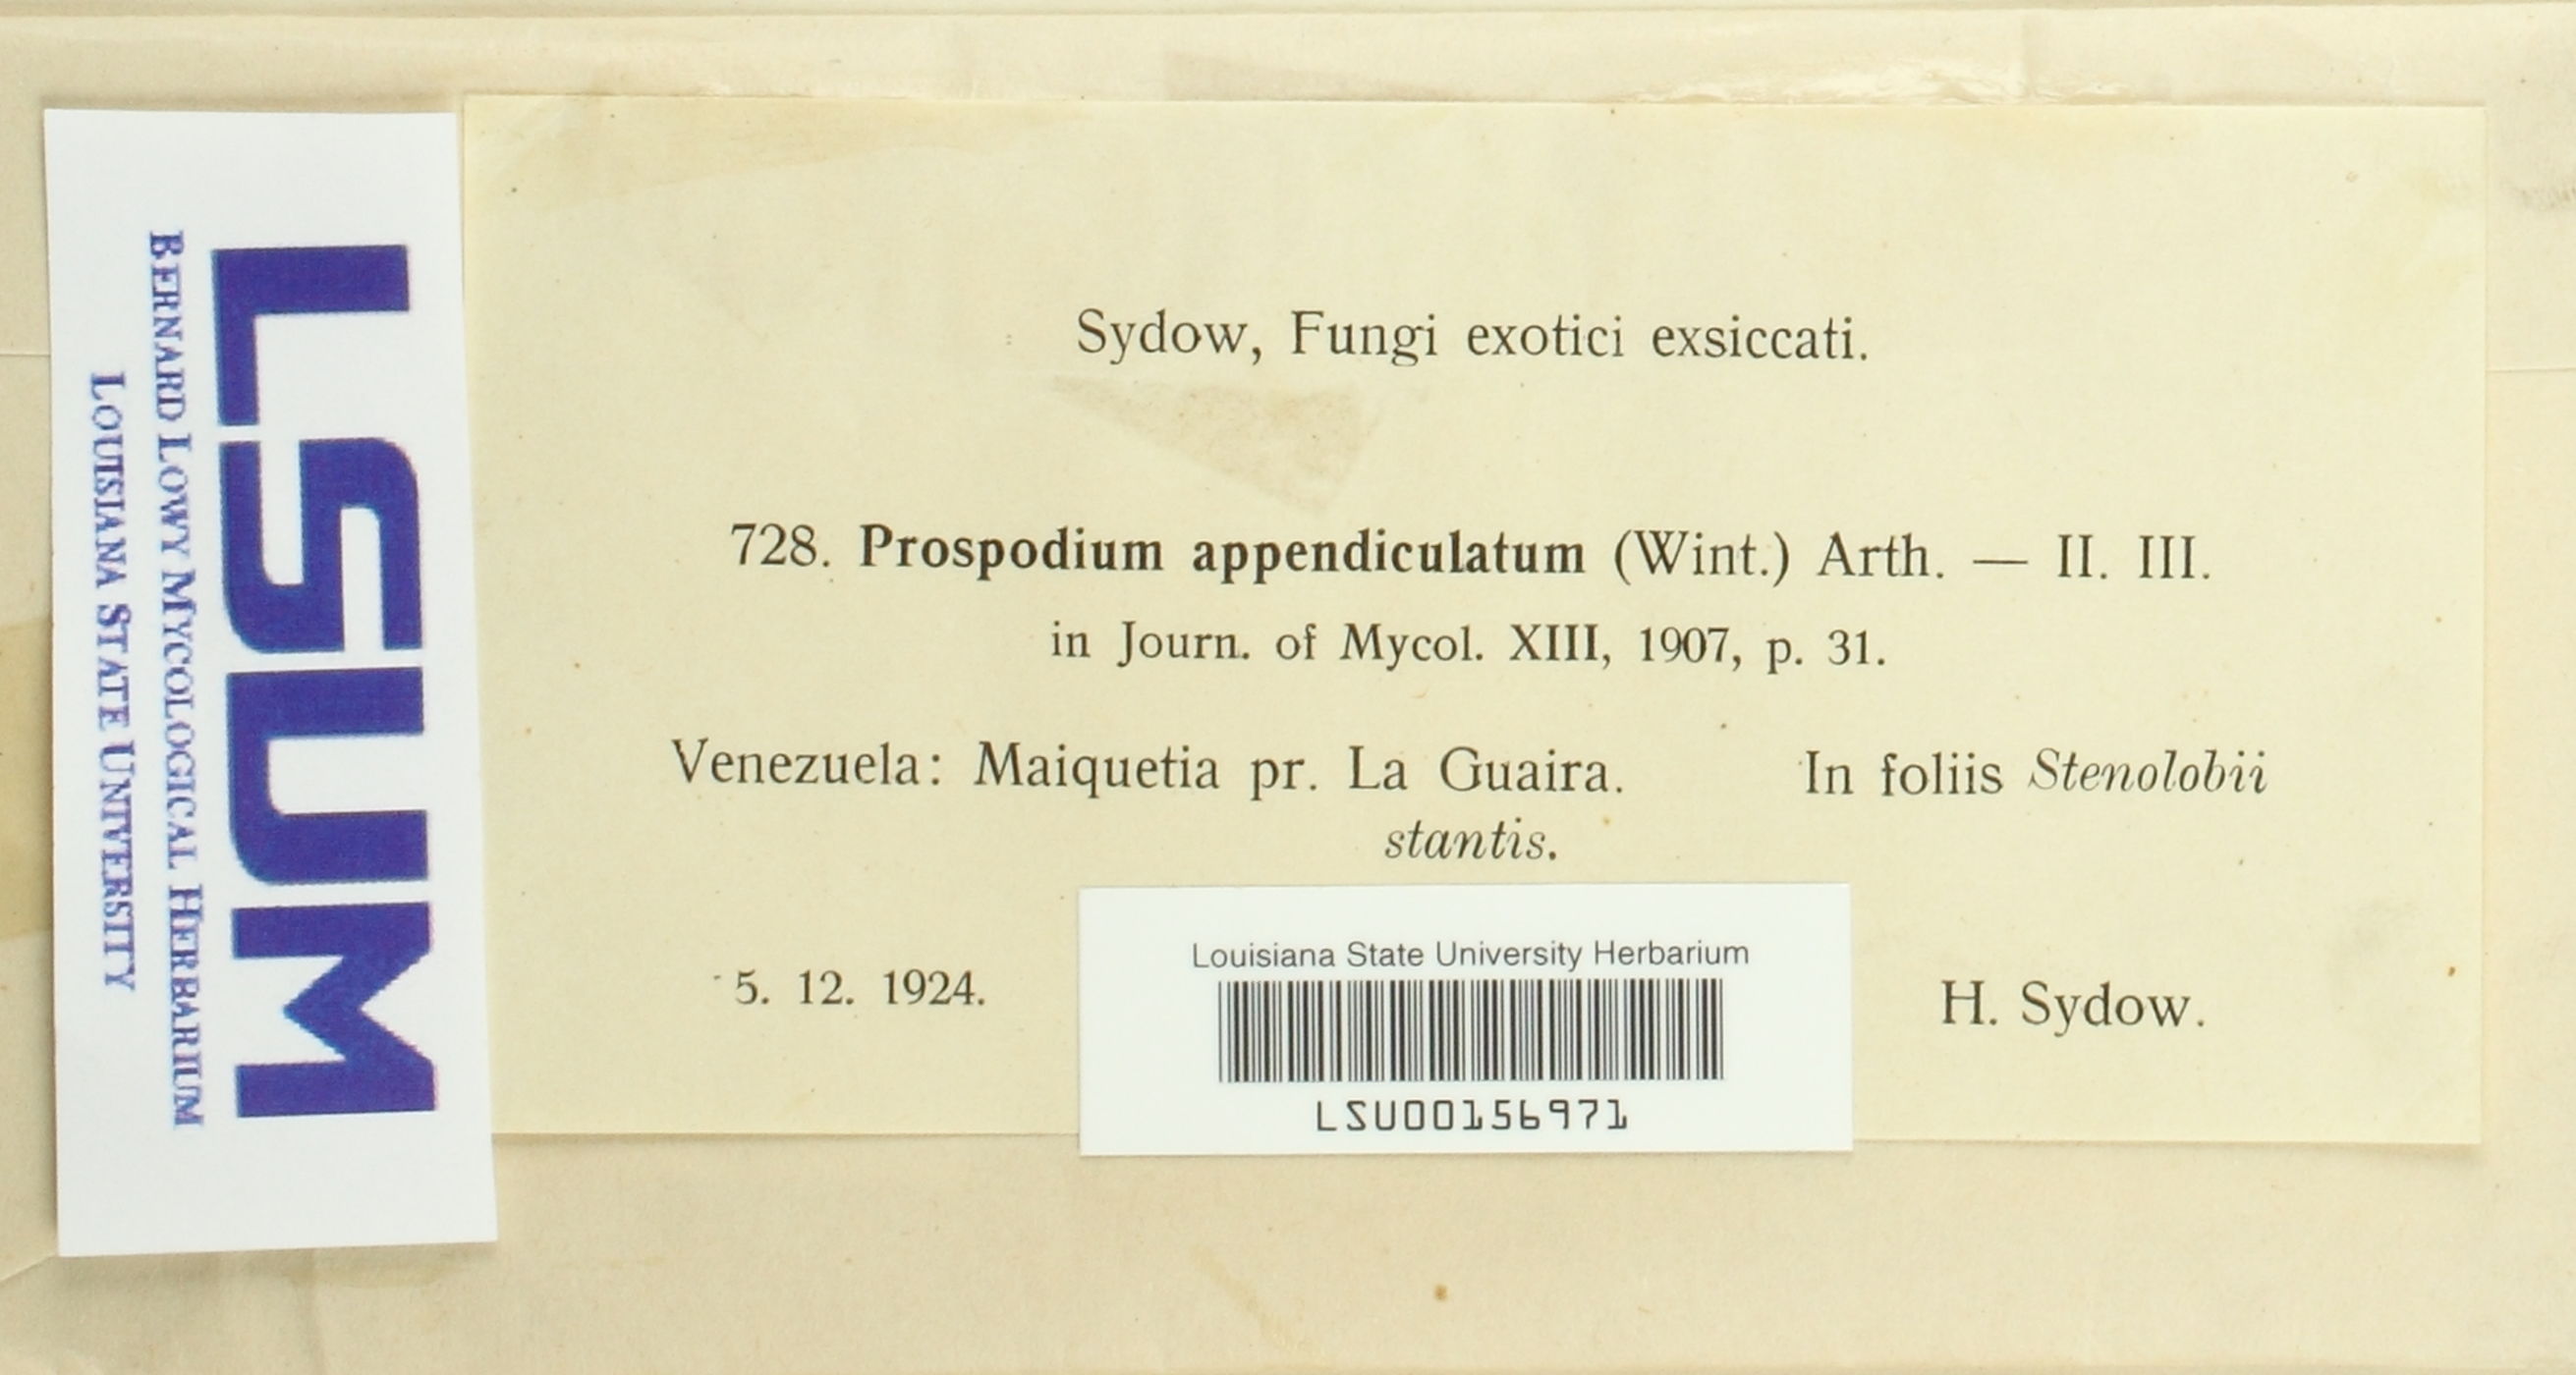 LSUM
BERNARD LOWY MYCOLOGICAL HERBARIUM
LOUISIANA STATE UNIVERSITY
Sydow, Fungi exotici exsiccati.
728. Prospodium appendiculatum (Wint.) Arth. — II. III.
in Journ. of Mycol. XIII, 1907, p. 31.
Venezuela: Maiquetia pr. La Guaira. In foliis Stenolobii
stantis.
5. 12. 1924.
H. Sydow.
Louisiana State University Herbarium
LSU00156971